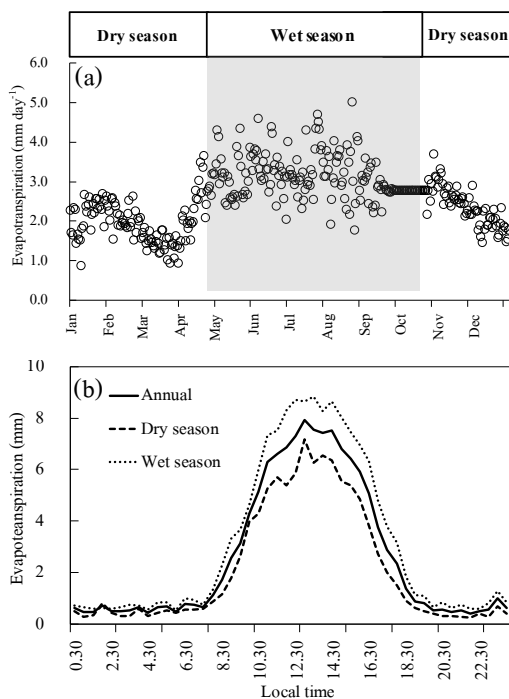 Dry season Wet season Dry season
(a)
Evapotranspiration (mm day-1)
6.0
5.0
4.0
3.0
2.0
1.0
0.0
Jan Feb Mar Apr May Jun Jul Aug Sep Oct Nov Dec
(b)
Evapoteanspiration (mm)
10
8
6
4
2
0
Annual
Dry season
Wet season
0.30 2.30 4.30 6.30 8.30 10.30 12.30 14.30 16.30 18.30 20.30 22.30
Local time